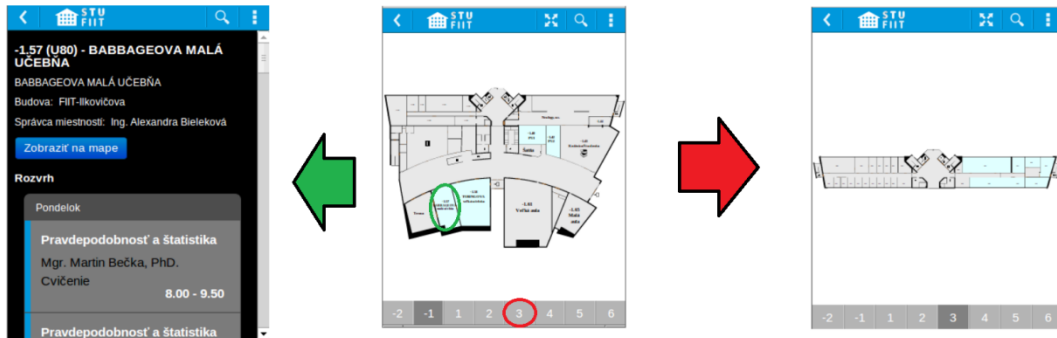 STU
FIIT
-1,57 (U80) - BABBAGEOVA MALÁ
UČEBŇA
BABBAGEOVA MALÁ UČEBŇA
Budova: FIIT-Ilkovičova
Správca miestnosti: Ing. Alexandra Bieleková
Zobraziť na mape
Rozvrh
Pondelok
Pravdepodobnosť a štatistika
Mgr. Martin Bečka, PhD.
Cvičenie
8.00 - 9.50
Pravdepodobnosť a štatistika
STU
FIIT
Veľká aula
Malá
aula
-2 -1 1 2 3 4 5 6
STU
FIIT
-2 -1 1 2 3 4 5 6